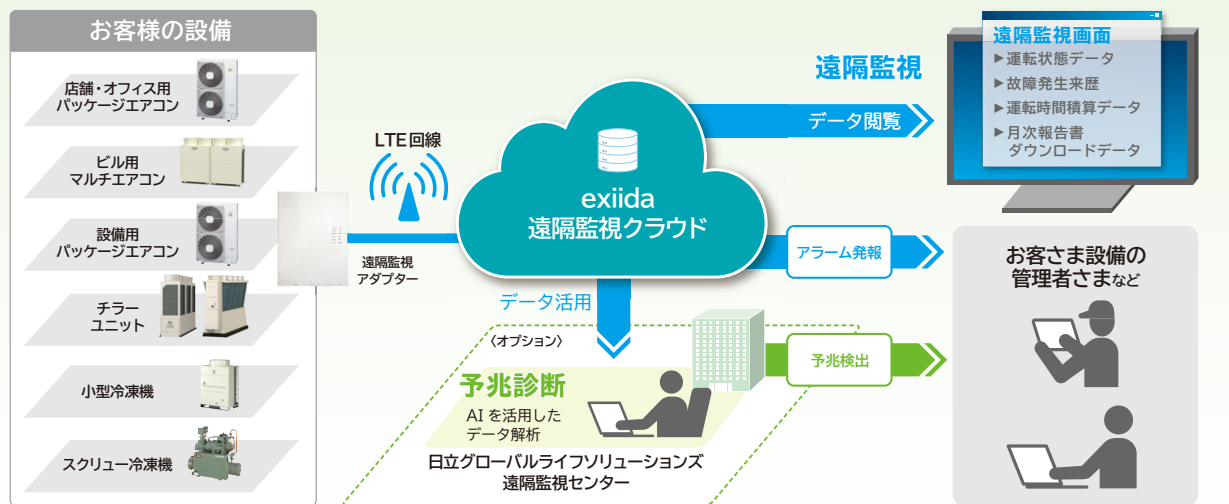 お客様の設備
店舗・オフィス用
パッケージエアコン
ビル用
マルチエアコン
設備用
パッケージエアコン
チラー
ユニット
小型冷凍機
スクリュー冷凍機
LTE回線
遠隔監視
アダプター
exiida
遠隔監視クラウド
遠隔監視
データ閲覧
遠隔監視画面
▶運転状態データ
▶故障発生来歴
▶運転時間積算データ
▶月次報告書
ダウンロードデータ
アラーム発報
お客さま設備の
管理者さまなど
データ活用
〈オプション〉
予兆診断
AIを活用した
データ解析
予兆検出
日立グローバルライフソリューションズ
遠隔監視センター